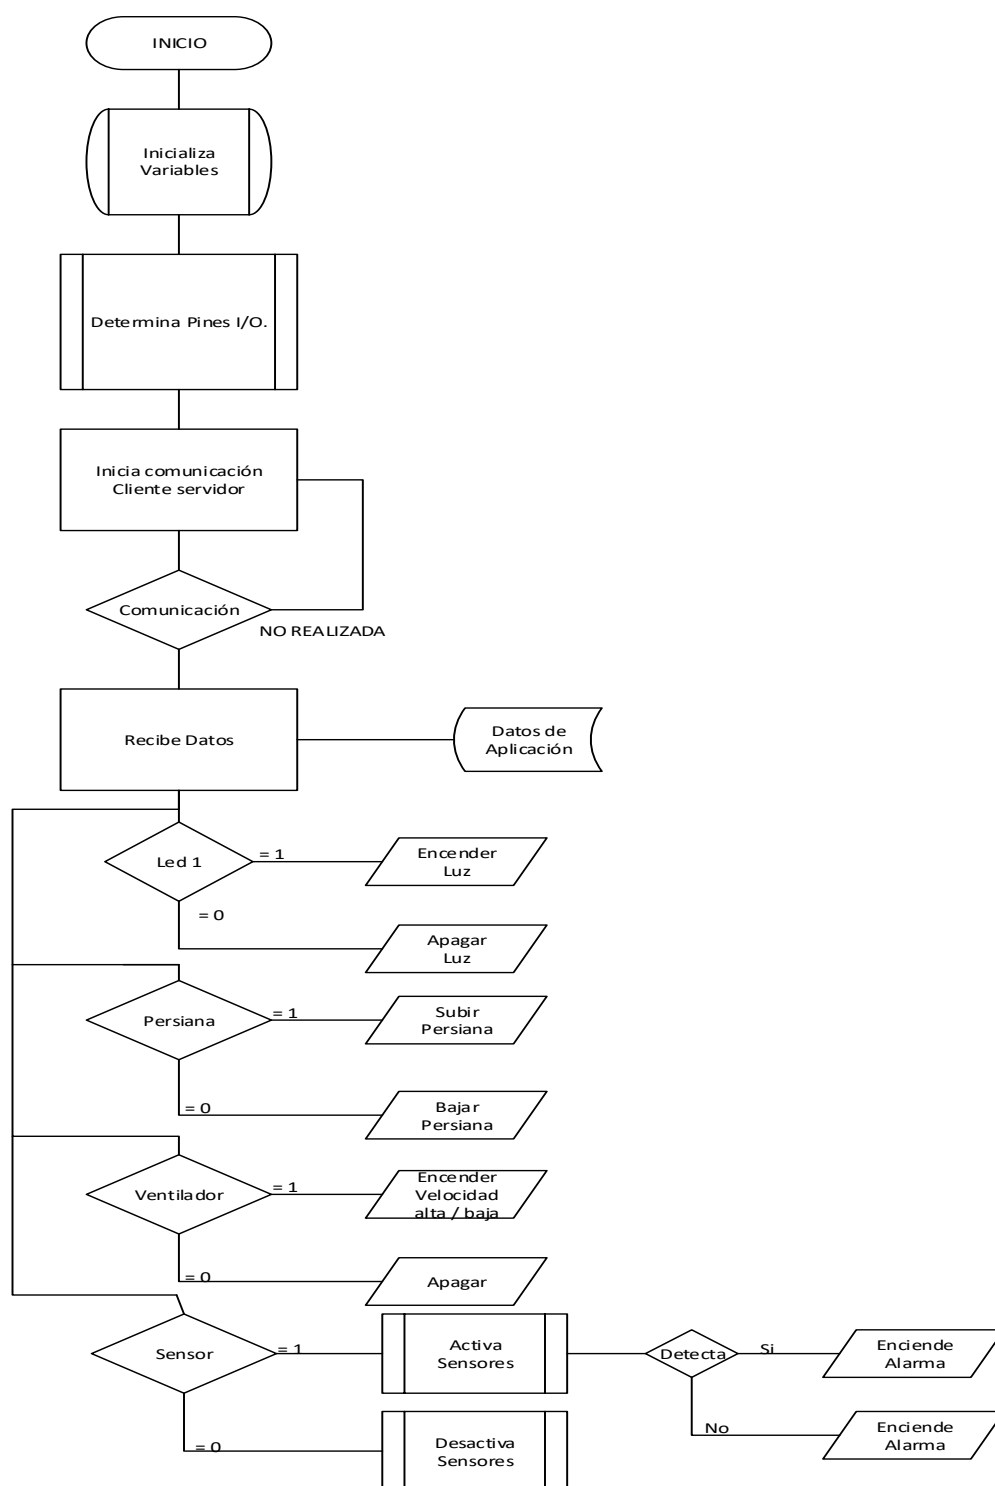 INICIO
Inicializa
Variables
Determina Pines I/O.
Inicia comunicación
Cliente servidor
Comunicación
NO REALIZADA
Recibe Datos
Datos de
Aplicación
Led 1
= 1
Encender
Luz
= 0
Apagar
Luz
Persiana
= 1
Subir
Persiana
= 0
Bajar
Persiana
Ventilador
= 1
Encender
Velocidad
alta / baja
= 0
Apagar
Sensor
= 1
Activa
Sensores
Detecta
Si
Enciende
Alarma
No
Enciende
Alarma
= 0
Desactiva
Sensores